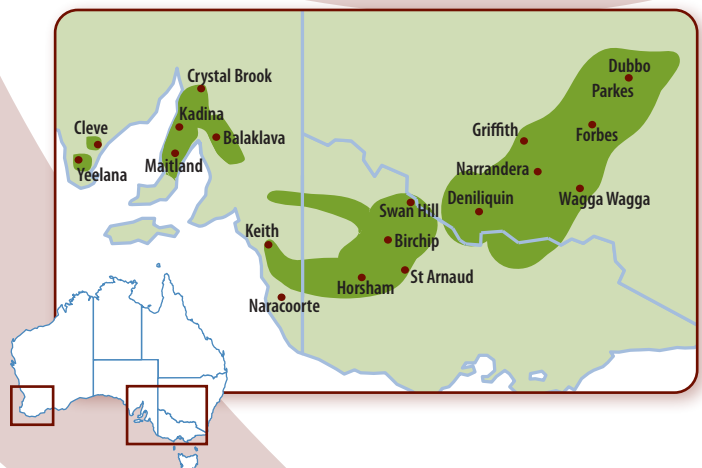 Dubbo
Parkes
Crystal Brook
Kadina
Cleve
Balaklava
Griffith
Forbes
Maitland
Yeelana
Narrandera
Deniliquin
Wagga Wagga
Swan Hill
Keith
Birchip
St Arnaud
Horsham
Naracoorte